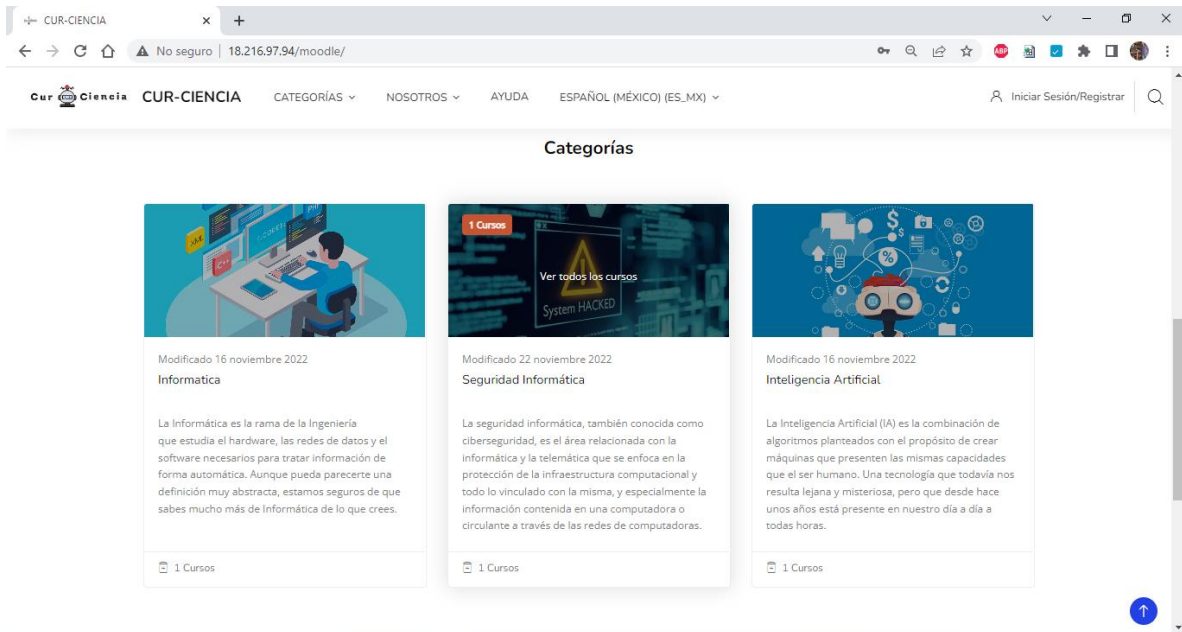 CUR-CIENCIA
No seguro | 18.216.97.94/moodle/
Cur Ciencia CUR-CIENCIA CATEGORÍAS NOSOTROS AYUDA ESPAÑOL (MÉXICO) (ES_MX) Iniciar Sesión/Registrar
Categorías
XML
PHP
C++
Modificado 16 noviembre 2022
Informatica
La Informática es la rama de la Ingeniería
que estudia el hardware, las redes de datos y el
software necesarios para tratar información de
forma automática. Aunque pueda parecerte una
definición muy abstracta, estamos seguros de que
sabes mucho más de Informática de lo que crees.
1 Cursos
1 Cursos
Ver todos los cursos
System HACKED
Modificado 22 noviembre 2022
Seguridad Informática
La seguridad informática, también conocida como
ciberseguridad, es el área relacionada con la
informática y la telemática que se enfoca en la
protección de la infraestructura computacional y
todo lo vinculado con la misma, y especialmente la
información contenida en una computadora o
circulante a través de las redes de computadoras.
1 Cursos
Modificado 16 noviembre 2022
Inteligencia Artificial
La Inteligencia Artificial (IA) es la combinación de
algoritmos planteados con el propósito de crear
máquinas que presenten las mismas capacidades
que el ser humano. Una tecnología que todavía nos
resulta lejana y misteriosa, pero que desde hace
unos años está presente en nuestro día a día a
todas horas.
1 Cursos